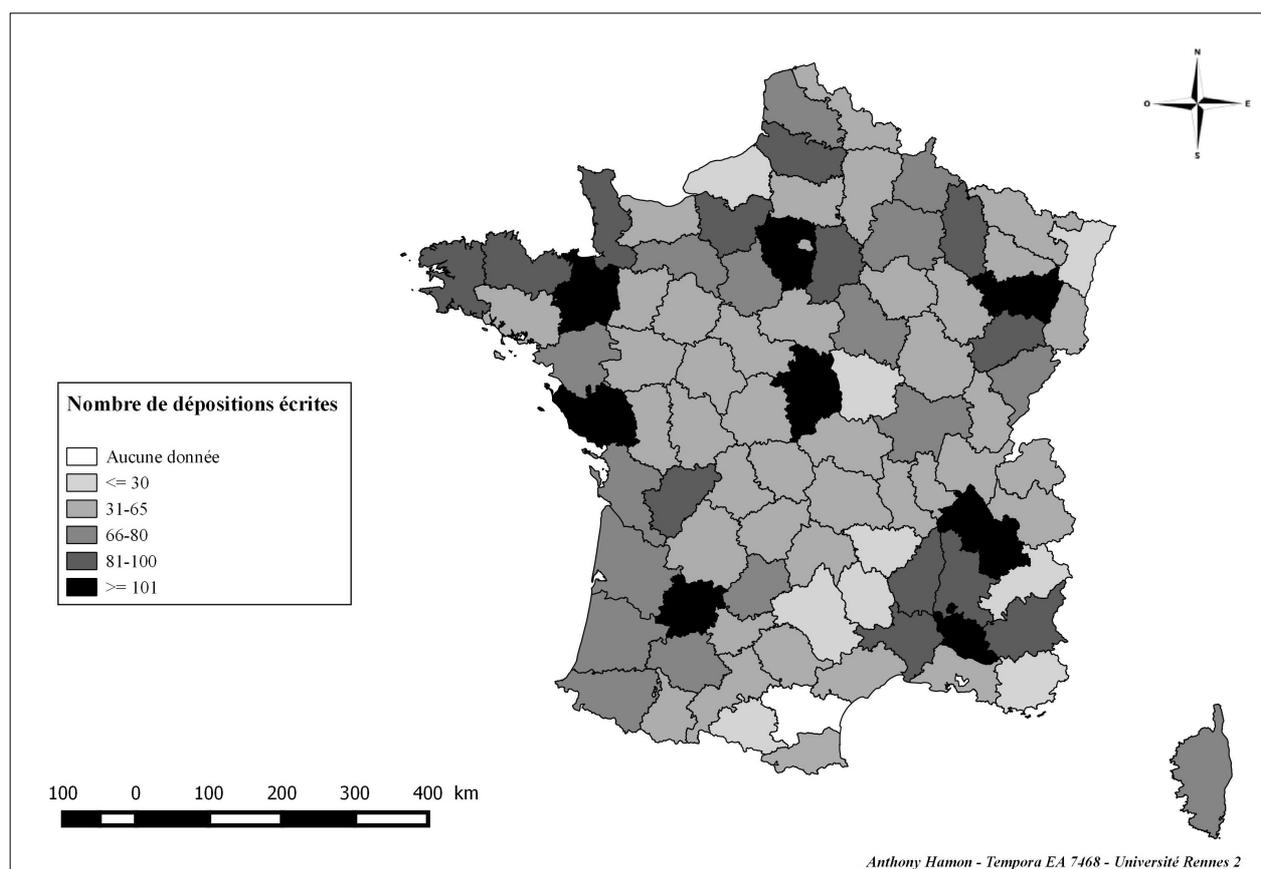 N
O E
S
Nombre de dépositions écrites
Aucune donnée
<= 30
31-65
66-80
81-100
>= 101
100 0 100 200 300 400 km
Anthony Hamon - Tempora EA 7468 - Université Rennes 2